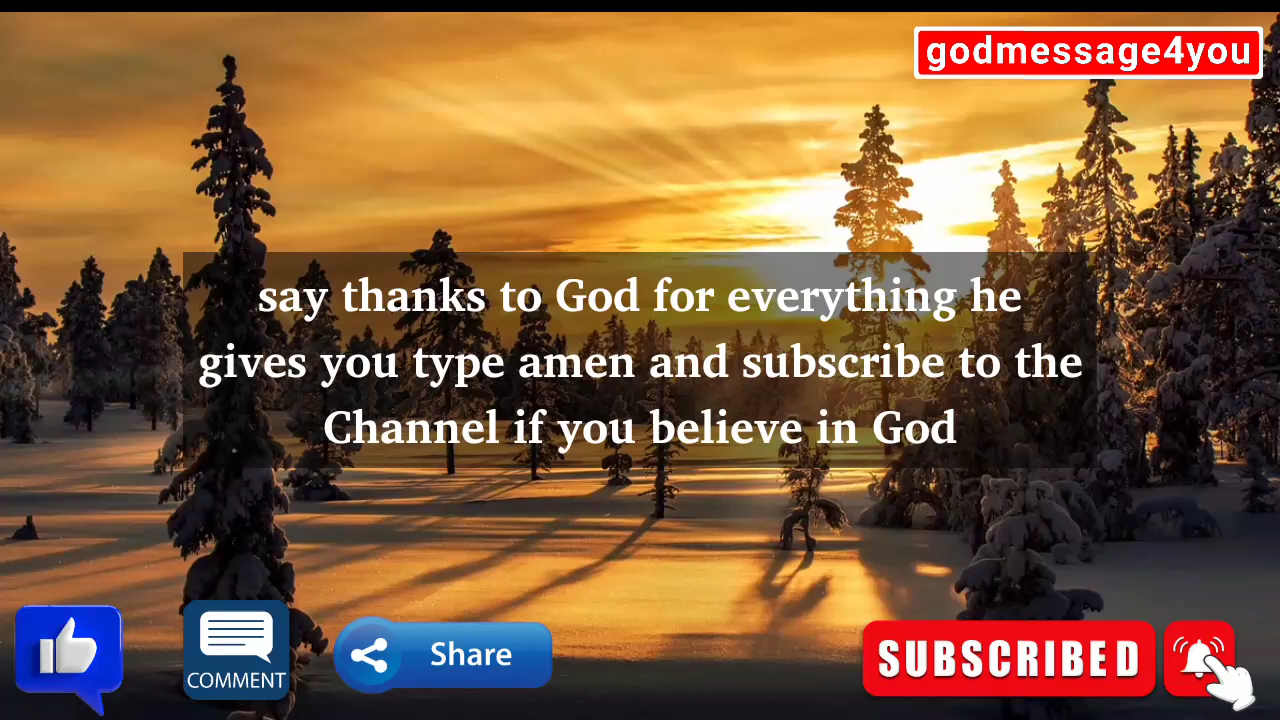 godmessage4you
say thanks to God for everything he
gives you type amen and subscribe to the
Channel if you believe in God
COMMENT
Share
SUBSCRIBED